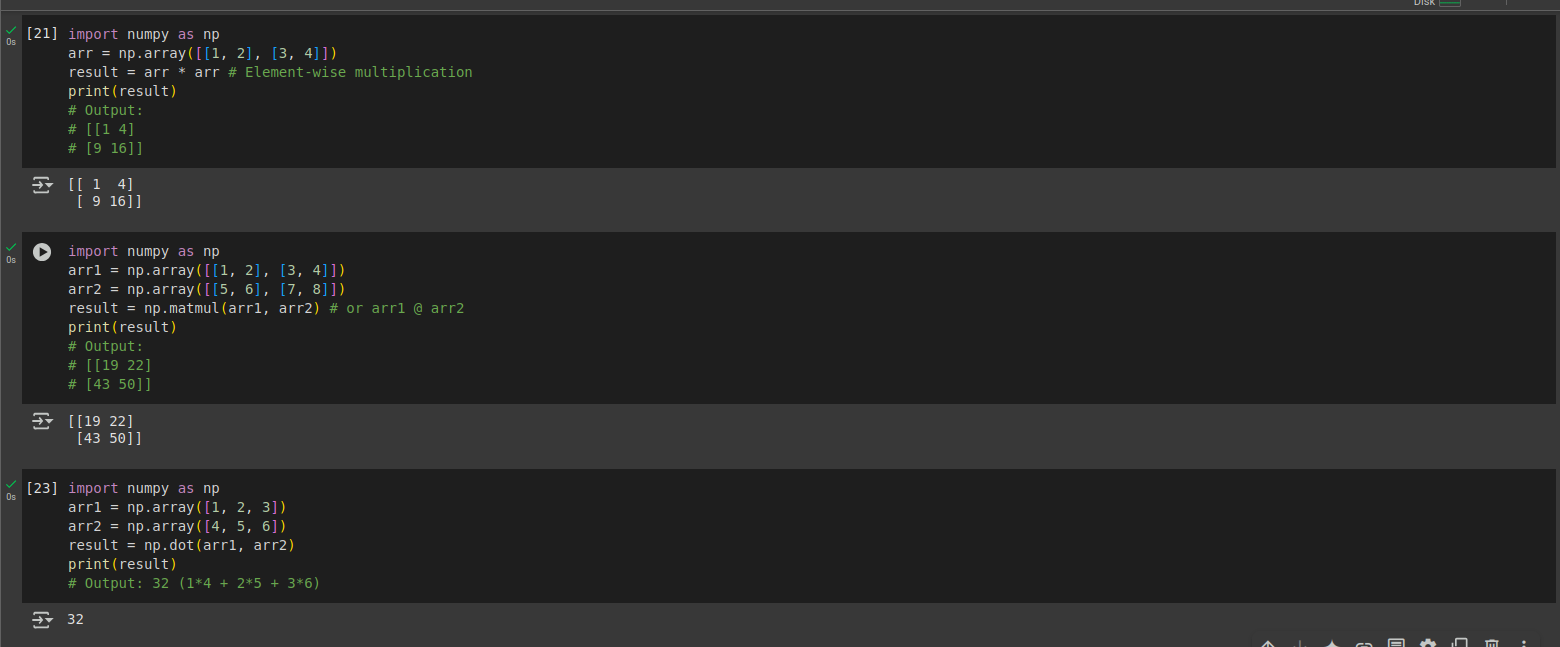 Disk
0s
[21] import numpy as np
arr = np.array([[1, 2], [3, 4]])
result = arr * arr # Element-wise multiplication
print(result)
# Output:
# [[1 4]
# [9 16]]
[[ 1  4]
 [ 9 16]]
0s
import numpy as np
arr1 = np.array([[1, 2], [3, 4]])
arr2 = np.array([[5, 6], [7, 8]])
result = np.matmul(arr1, arr2) # or arr1 @ arr2
print(result)
# Output:
# [[19 22]
# [43 50]]
[[19 22]
 [43 50]]
0s
[23] import numpy as np
arr1 = np.array([1, 2, 3])
arr2 = np.array([4, 5, 6])
result = np.dot(arr1, arr2)
print(result)
# Output: 32 (1*4 + 2*5 + 3*6)
32